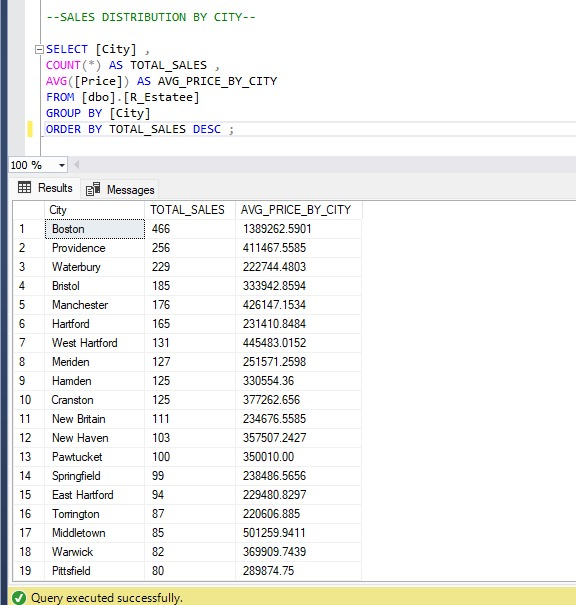 --SALES DISTRIBUTION BY CITY--
SELECT [City] ,
COUNT(*) AS TOTAL_SALES ,
AVG([Price]) AS AVG_PRICE_BY_CITY
FROM [dbo].[R_Estatee]
GROUP BY [City]
ORDER BY TOTAL_SALES DESC ;
100 %
Results Messages
City TOTAL_SALES AVG_PRICE_BY_CITY
1 Boston 466 1389262.5901
2 Providence 256 411467.5585
3 Waterbury 229 222744.4803
4 Bristol 185 333942.8594
5 Manchester 176 426147.1534
6 Hartford 165 231410.8484
7 West Hartford 131 445483.0152
8 Meriden 127 251571.2598
9 Hamden 125 330554.36
10 Cranston 125 377262.656
11 New Britain 111 234676.5585
12 New Haven 103 357507.2427
13 Pawtucket 100 350010.00
14 Springfield 99 238486.5656
15 East Hartford 94 229480.8297
16 Torrington 87 220606.885
17 Middletown 85 501259.9411
18 Warwick 82 369909.7439
19 Pittsfield 80 289874.75
Query executed successfully.